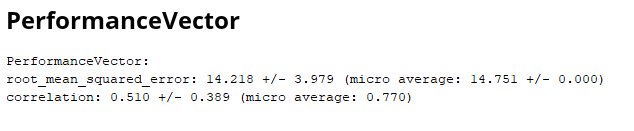 PerformanceVector
PerformanceVector:
root_mean_squared_error: 14.218 +/- 3.979 (micro average: 14.751 +/- 0.000)
correlation: 0.510 +/- 0.389 (micro average: 0.770)